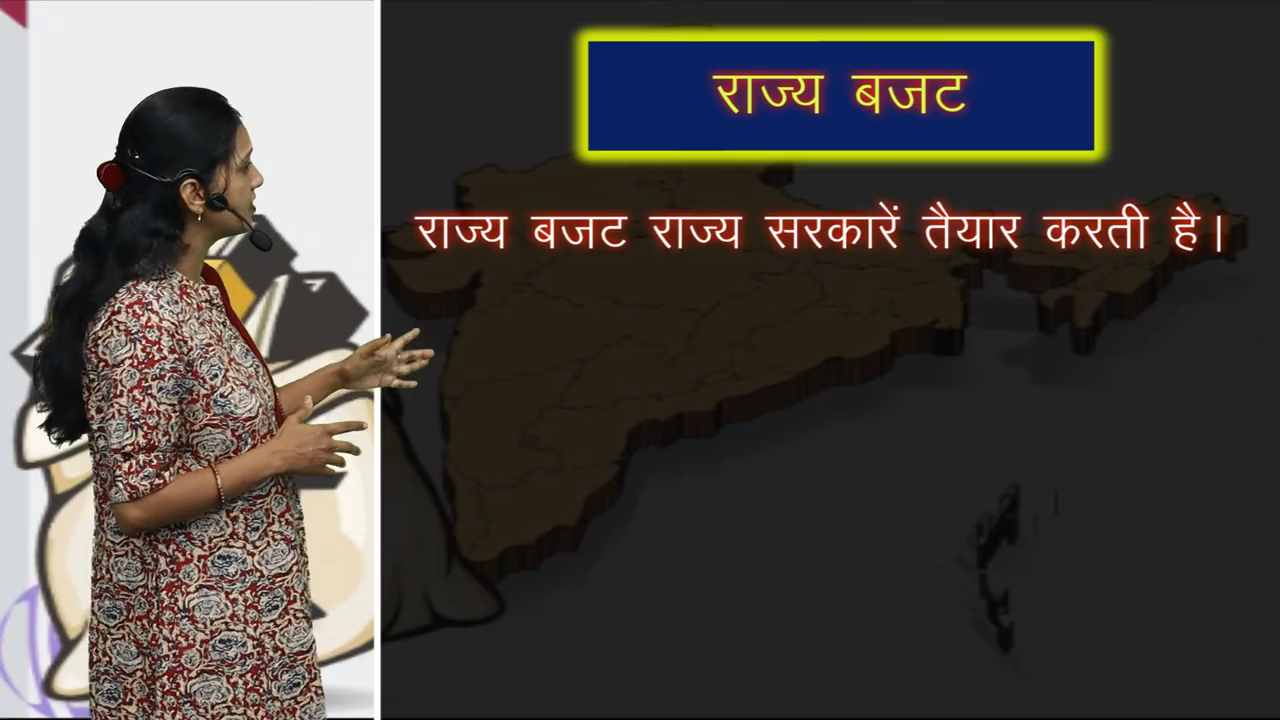 राज्य बजट
राज्य बजट राज्य सरकारें तैयार करती है।